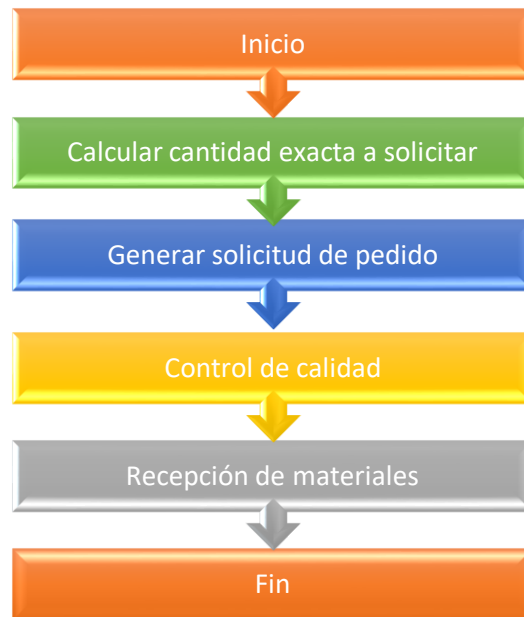 Inicio
Calcular cantidad exacta a solicitar
Generar solicitud de pedido
Control de calidad
Recepción de materiales
Fin